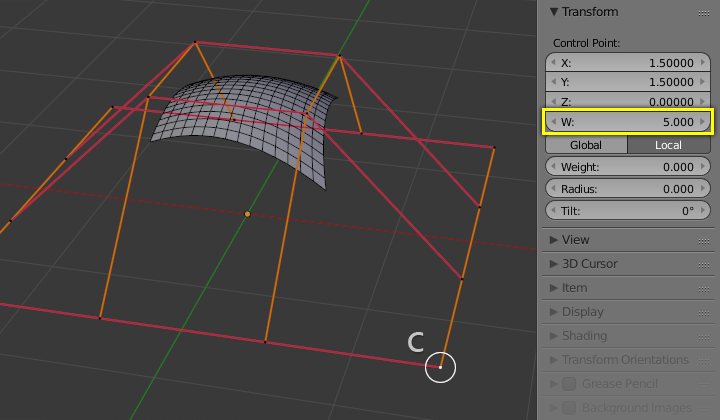 Transform
Control Point:
X: 1.50000
Y: 1.50000
Z: 0.00000
W: 5.000
Global Local
Weight: 0.000
Radius: 0.000
Tilt: 0°
View
3D Cursor
Item
Display
Shading
Transform Orientations
Grease Pencil
Background Images
C